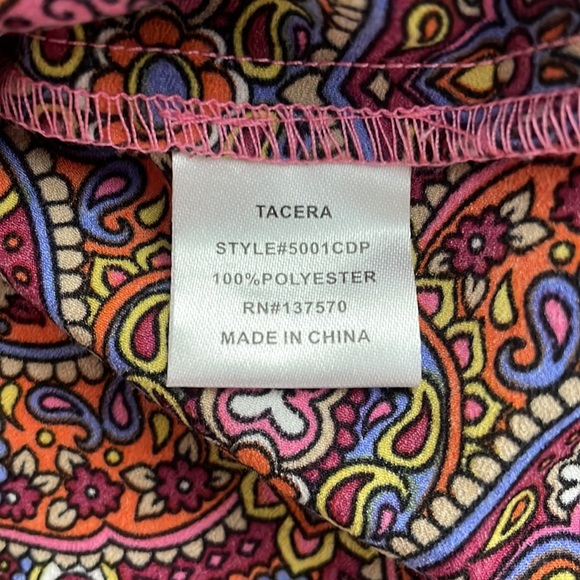 TACERA
STYLE#5001CDP
100%POLYESTER
RN#137570
MADE IN CHINA